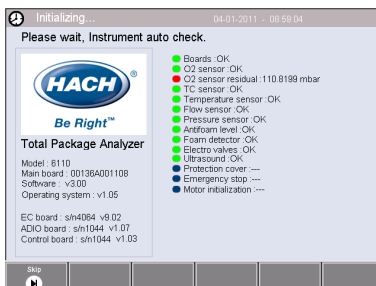 Initializing... 04-01-2011 - 08:59:04
Please wait, Instrument auto check.
HACH
Be Right™
Total Package Analyzer
Model : 6110
Main board : 00136A001108
Software : v3.00
Operating system : v1.05
EC board : s/n4064 v9.02
ADIO board : s/n1044 v1.07
Control board : s/n1044 v1.03
Boards :OK
O2 sensor :OK
O2 sensor residual :110.8199 mbar
TC sensor :OK
Temperature sensor :OK
Flow sensor :OK
Pressure sensor :OK
Antifoam level :OK
Foam detector :OK
Electro valves :OK
Ultrasound :OK
Protection cover :---
Emergency stop :---
Motor initialization :---
Skip